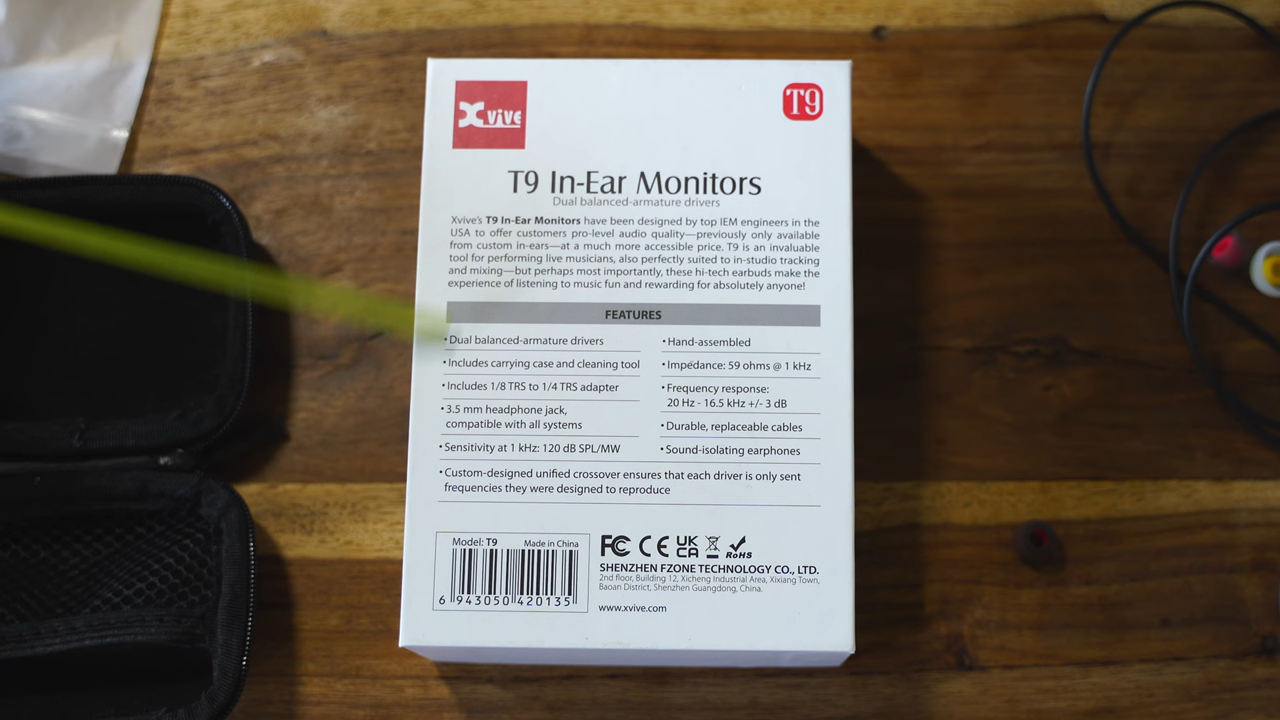 Xvive
T9
T9 In-Ear Monitors
Dual balanced-armature drivers
Xvive's T9 In-Ear Monitors have been designed by top IEM engineers in the
USA to offer customers pro-level audio quality—previously only available
from custom in-ears—at a much more accessible price. T9 is an invaluable
tool for performing live musicians, also perfectly suited to in-studio tracking
and mixing—but perhaps most importantly, these hi-tech earbuds make the
experience of listening to music fun and rewarding for absolutely anyone!
FEATURES
• Dual balanced-armature drivers
• Includes carrying case and cleaning tool
• Includes 1/8 TRS to 1/4 TRS adapter
• 3.5 mm headphone jack,
compatible with all systems
• Sensitivity at 1 kHz: 120 dB SPL/MW
• Hand-assembled
• Impedance: 59 ohms @ 1 kHz
• Frequency response:
20 Hz - 16.5 kHz +/- 3 dB
• Durable, replaceable cables
• Sound-isolating earphones
• Custom-designed unified crossover ensures that each driver is only sent
frequencies they were designed to reproduce
Model: T9 Made in China
6 943050 420135
FC CE UK
CA
RoHS
SHENZHEN FZONE TECHNOLOGY CO., LTD.
2nd floor, Building 12, Xicheng Industrial Area, Xixiang Town,
Baoan District, Shenzhen Guangdong, China.
www.xvive.com